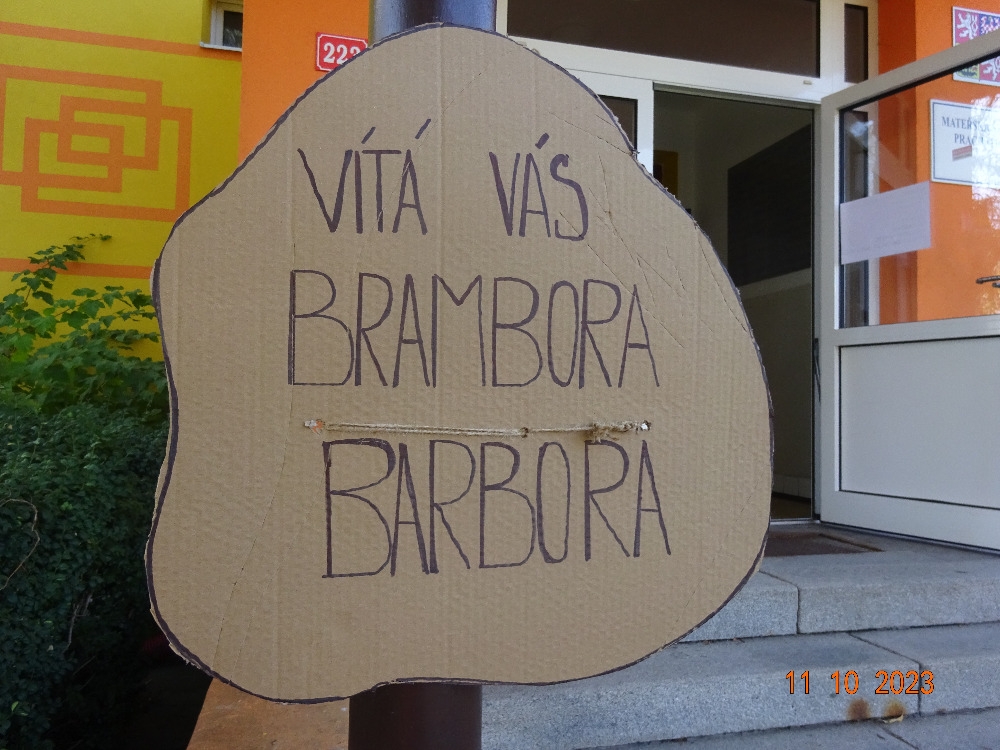 VÍTÁ VÁS
BRAMBORA
BARBORA
11 10 2023